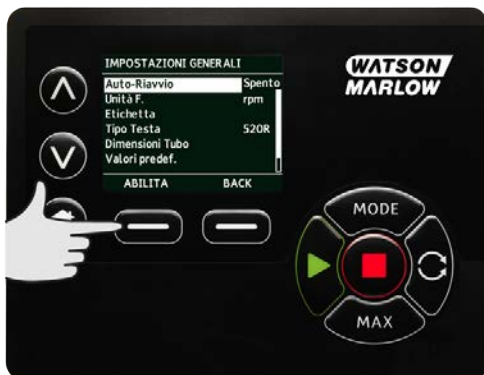 IMPOSTAZIONI GENERALI
Auto-Riavvio Spento
Unità F. rpm
Etichetta
Tipo Testa 520R
Dimensioni Tubo
Valori predef.
ABILITA BACK
WATSON
MARLOW
MODE
MAX